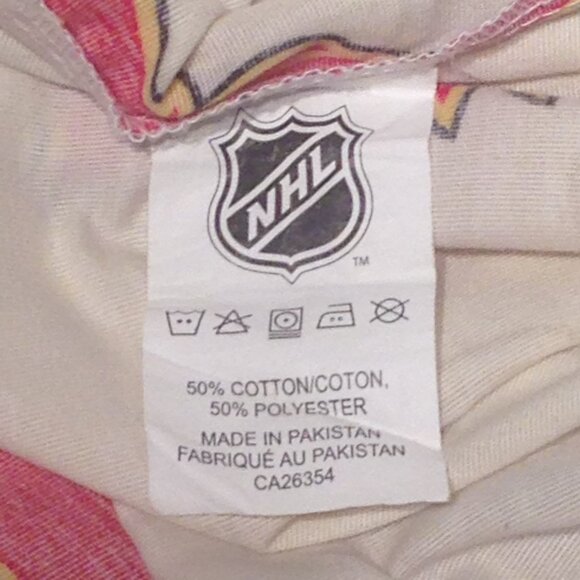 NHL
TM
50% COTTON/COTON,
50% POLYESTER
MADE IN PAKISTAN
FABRIQUÉ AU PAKISTAN
CA26354